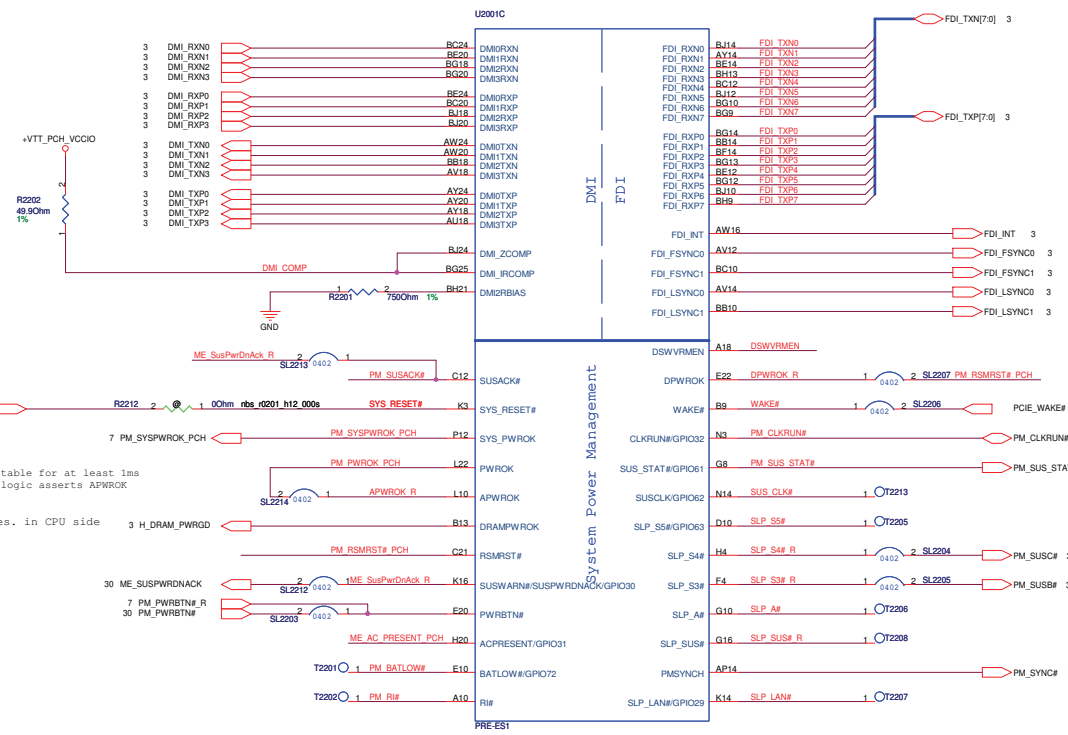 U2001C
3 DMI_RXN0 BC24 DMI0RXN
3 DMI_RXN1 BE20 DMI1RXN
3 DMI_RXN2 BG18 DMI2RXN
3 DMI_RXN3 BG20 DMI3RXN
3 DMI_RXP0 BE24 DMI0RXP
3 DMI_RXP1 BC20 DMI1RXP
3 DMI_RXP2 BJ18 DMI2RXP
3 DMI_RXP3 BJ20 DMI3RXP
3 DMI_TXN0 AW24 DMI0TXN
3 DMI_TXN1 AW20 DMI1TXN
3 DMI_TXN2 BB18 DMI2TXN
3 DMI_TXN3 AV18 DMI3TXN
3 DMI_TXP0 AY24 DMI0TXP
3 DMI_TXP1 AY20 DMI1TXP
3 DMI_TXP2 AY18 DMI2TXP
3 DMI_TXP3 AU18 DMI3TXP
+VTT_PCH_VCCIO
2
R2202
49.9Ohm
1%
1
BJ24 DMI_ZCOMP
DMI_COMP BG25 DMI_IRCOMP
1 R2201 2 750Ohm 1% BH21 DMI2RBIAS
GND
DMI
FDI
FDI_TXN[7:0] 3
FDI_RXN0 BJ14 FDI_TXN0
FDI_RXN1 AY14 FDI_TXN1
FDI_RXN2 BE14 FDI_TXN2
FDI_RXN3 BH13 FDI_TXN3
FDI_RXN4 BC12 FDI_TXN4
FDI_RXN5 BJ12 FDI_TXN5
FDI_RXN6 BG10 FDI_TXN6
FDI_RXN7 BG9 FDI_TXN7
FDI_TXP[7:0] 3
FDI_RXP0 BG14 FDI_TXP0
FDI_RXP1 BB14 FDI_TXP1
FDI_RXP2 BF14 FDI_TXP2
FDI_RXP3 BG13 FDI_TXP3
FDI_RXP4 BE12 FDI_TXP4
FDI_RXP5 BG12 FDI_TXP5
FDI_RXP6 BJ10 FDI_TXP6
FDI_RXP7 BH9 FDI_TXP7
FDI_INT AW16 FDI_INT 3
FDI_FSYNC0 AV12 FDI_FSYNC0 3
FDI_FSYNC1 BC10 FDI_FSYNC1 3
FDI_LSYNC0 AV14 FDI_LSYNC0 3
FDI_LSYNC1 BB10 FDI_LSYNC1 3
System Power Management
ME_SusPwrDnAck_R 2 SL2213 0402 1
PM_SUSACK# C12 SUSACK#
R2212 2 @ 1 0Ohm nbs_r0201_h12_000s SYS_RESET# K3 SYS_RESET#
7 PM_SYSPWROK_PCH PM_SYSPWROK_PCH P12 SYS_PWROK
PM_PWROK_PCH L22 PWROK
table for at least 1ms
logic asserts APWROK
2 SL2214 0402 1 APWROK_R L10 APWROK
es. in CPU side
3 H_DRAM_PWRGD B13 DRAMPWROK
PM_RSMRST#_PCH C21 RSMRST#
30 ME_SUSPWRDNACK 2 SL2212 0402 1 ME_SusPwrDnAck_R K16 SUSWARN#/SUSPWRDNACK/GPIO30
7 PM_PWRBTN#_R
30 PM_PWRBTN# 2 SL2203 0402 1 E20 PWRBTN#
ME_AC_PRESENT_PCH H20 ACPRESENT/GPIO31
T2201 1 PM_BATLOW# E10 BATLOW#/GPIO72
T2202 1 PM_RI# A10 RI#
DSWVRMEN A18 DSWVRMEN
DPWROK E22 DPWROK_R 1 0402 2 SL2207 PM_RSMRST#_PCH
WAKE# B9 WAKE# 1 0402 2 SL2206 PCIE_WAKE#
CLKRUN#/GPIO32 N3 PM_CLKRUN# PM_CLKRUN#
SUS_STAT#/GPIO61 G8 PM_SUS_STAT# PM_SUS_STA
SUSCLK/GPIO62 N14 SUS_CLK# 1 T2213
SLP_S5#/GPIO63 D10 SLP_S5# 1 T2205
SLP_S4# H4 SLP_S4#_R 1 0402 2 SL2204 PM_SUSC# 3
SLP_S3# F4 SLP_S3#_R 1 0402 2 SL2205 PM_SUSB# 3
SLP_A# G10 SLP_A# 1 T2206
SLP_SUS# G16 SLP_SUS#_R 1 T2208
PMSYNCH AP14 PM_SYNC#
SLP_LAN#/GPIO29 K14 SLP_LAN# 1 T2207
PRE-ES1